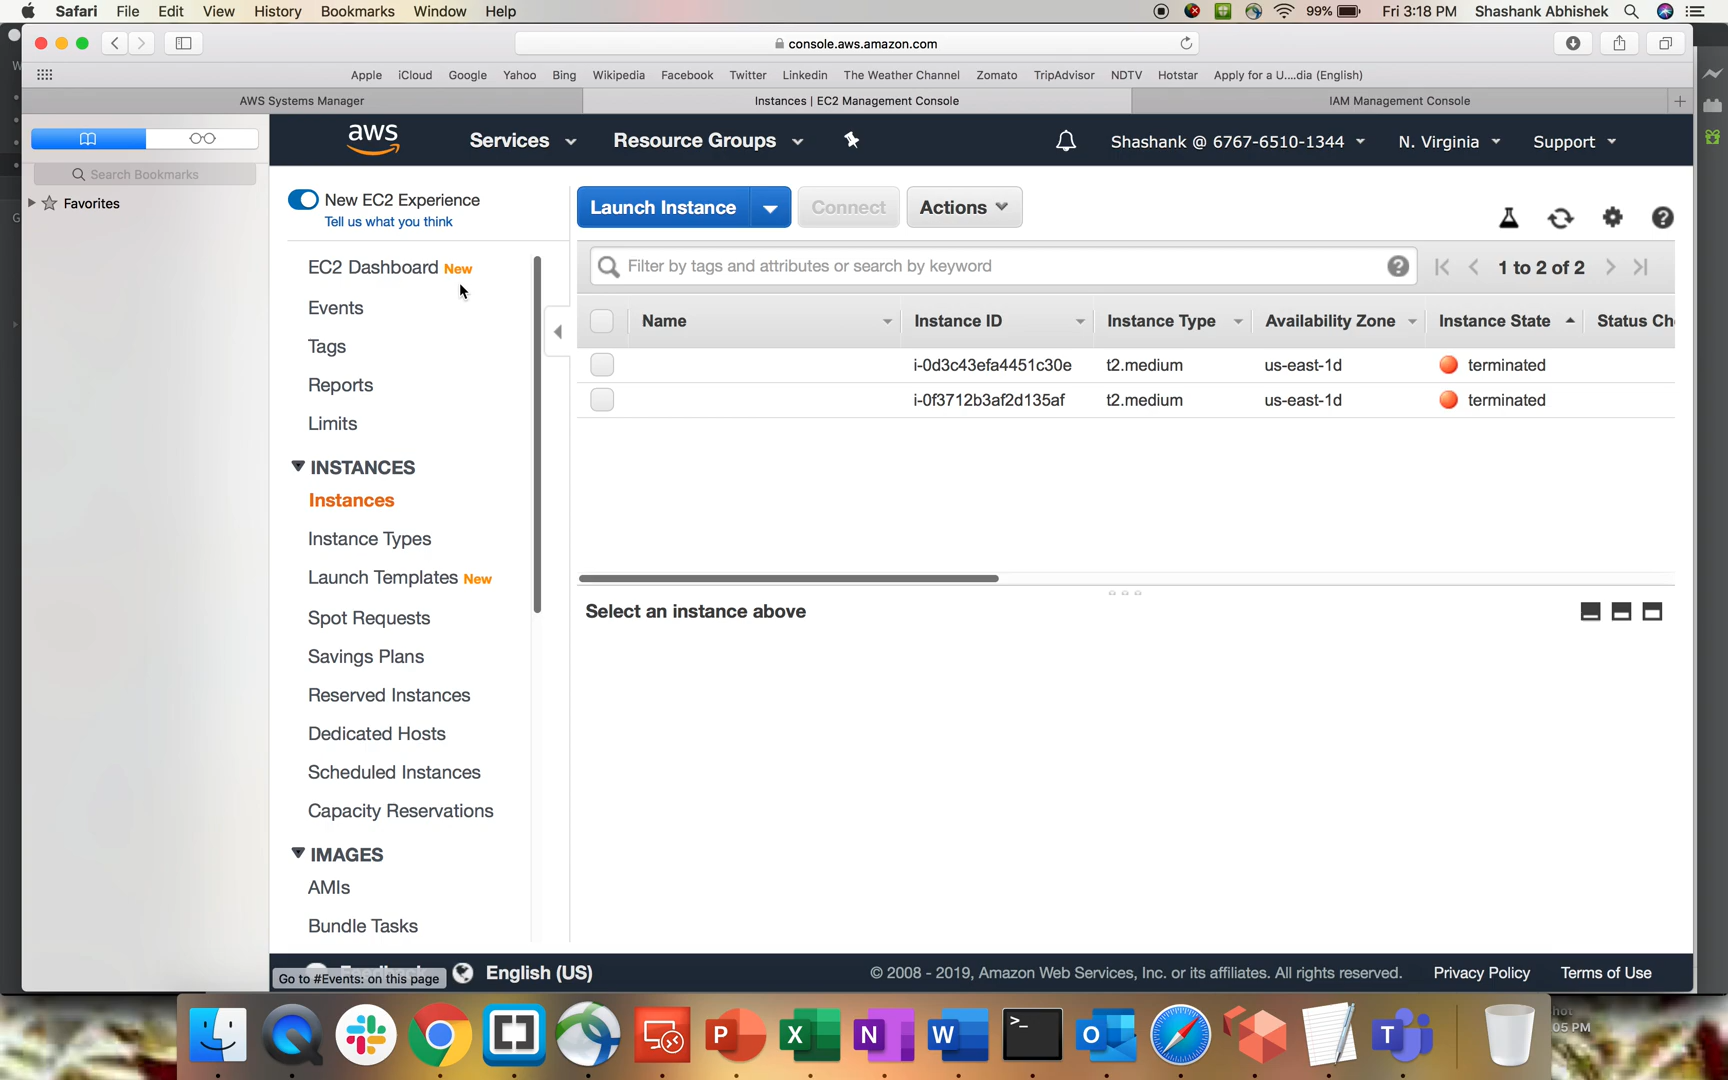 Safari File Edit View History Bookmarks Window Help 99% Fri 3:18 PM Shashank Abhishek
console.aws.amazon.com
Apple iCloud Google Yahoo Bing Wikipedia Facebook Twitter Linkedin The Weather Channel Zomato TripAdvisor NDTV Hotstar Apply for a U....dia (English)
AWS Systems Manager Instances | EC2 Management Console IAM Management Console
aws Services Resource Groups Shashank @ 6767-6510-1344 N. Virginia Support
Search Bookmarks
Favorites
New EC2 Experience
Tell us what you think
EC2 Dashboard New
Events
Tags
Reports
Limits
INSTANCES
Instances
Instance Types
Launch Templates New
Spot Requests
Savings Plans
Reserved Instances
Dedicated Hosts
Scheduled Instances
Capacity Reservations
IMAGES
AMIs
Bundle Tasks
Launch Instance Connect Actions
Filter by tags and attributes or search by keyword 1 to 2 of 2
Name Instance ID Instance Type Availability Zone Instance State Status Ch
i-0d3c43efa4451c30e t2.medium us-east-1d terminated
i-0f3712b3af2d135af t2.medium us-east-1d terminated
Select an instance above
Go to #Events: on this page English (US) © 2008 - 2019, Amazon Web Services, Inc. or its affiliates. All rights reserved. Privacy Policy Terms of Use
05 PM